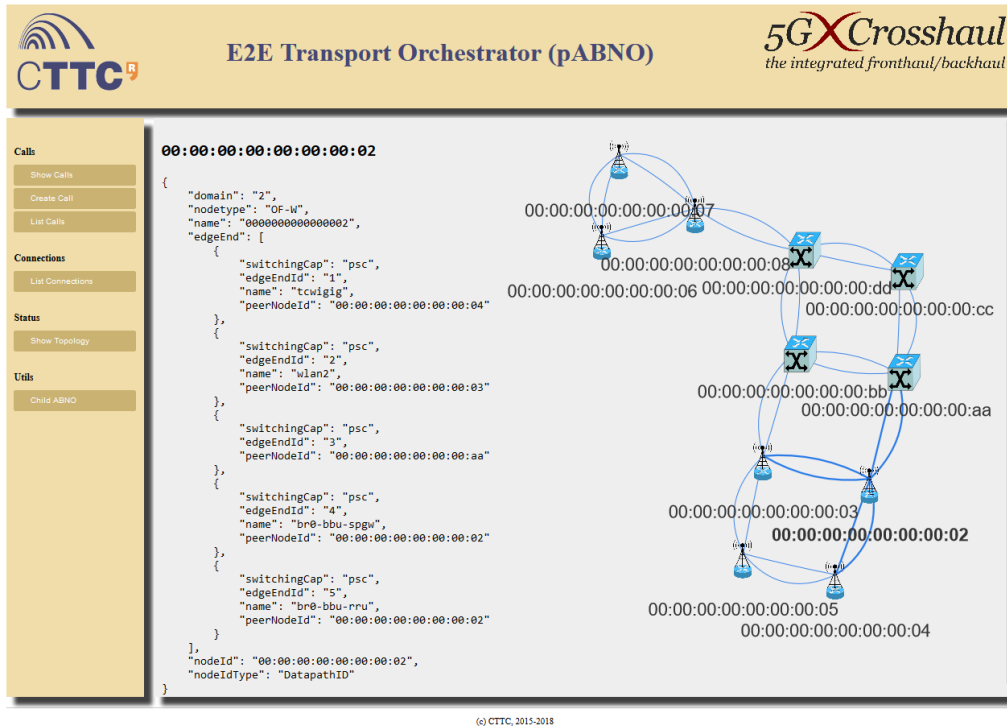 CTTC R
E2E Transport Orchestrator (pABNO)
5GXCrosshaul
the integrated fronthaul/backhaul
Calls
Show Calls
Create Call
List Calls
Connections
List Connections
Status
Show Topology
Utils
Child ABNO
00:00:00:00:00:00:00:02
{
"domain": "2",
"nodetype": "OF-W",
"name": "0000000000000002",
"edgeEnd": [
{
"switchingCap": "psc",
"edgeEndId": "1",
"name": "tcwigig",
"peerNodeId": "00:00:00:00:00:00:00:04"
},
{
"switchingCap": "psc",
"edgeEndId": "2",
"name": "wlan2",
"peerNodeId": "00:00:00:00:00:00:00:03"
},
{
"switchingCap": "psc",
"edgeEndId": "3",
"peerNodeId": "00:00:00:00:00:00:00:aa"
},
{
"switchingCap": "psc",
"edgeEndId": "4",
"name": "br0-bbu-spgw",
"peerNodeId": "00:00:00:00:00:00:00:02"
},
{
"switchingCap": "psc",
"edgeEndId": "5",
"name": "br0-bbu-rru",
"peerNodeId": "00:00:00:00:00:00:00:02"
}
],
"nodeId": "00:00:00:00:00:00:00:02",
"nodeIdType": "DatapathID"
}
00:00:00:00:00:00:00:07
00:00:00:00:00:00:00:08
00:00:00:00:00:00:00:06
00:00:00:00:00:00:00:dd
00:00:00:00:00:00:00:cc
00:00:00:00:00:00:00:bb
00:00:00:00:00:00:00:aa
00:00:00:00:00:00:00:03
00:00:00:00:00:00:00:02
00:00:00:00:00:00:00:05
00:00:00:00:00:00:00:04
(c) CTTC, 2015-2018